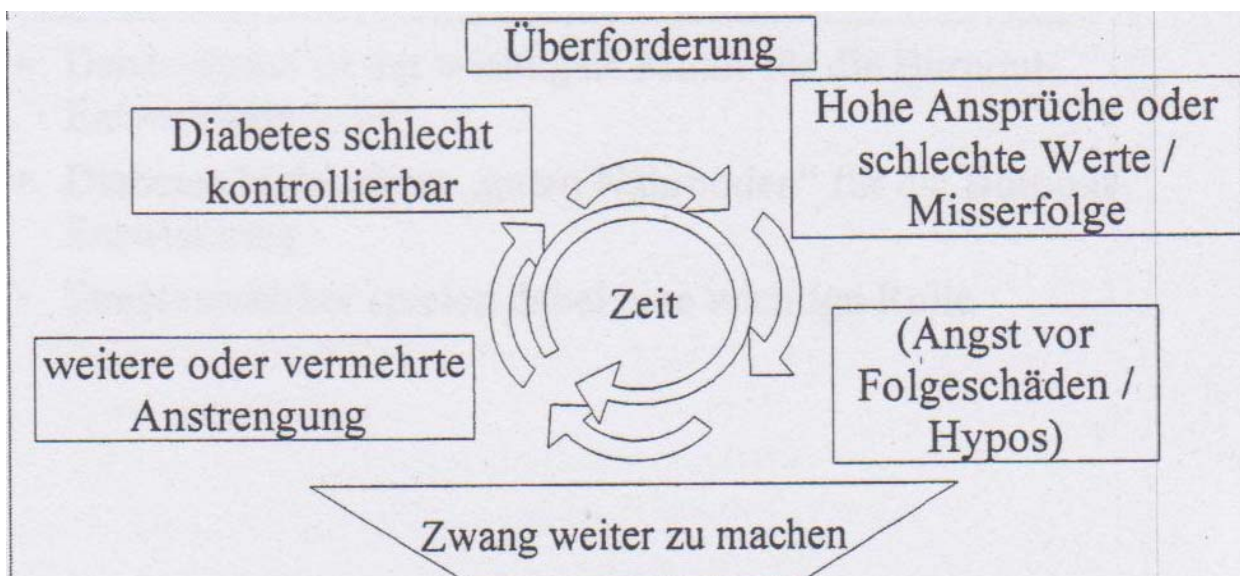 Überforderung
Diabetes schlecht
kontrollierbar
Hohe Ansprüche oder
schlechte Werte /
Misserfolge
Zeit
weitere oder vermehrte
Anstrengung
(Angst vor
Folgeschäden /
Hypos)
Zwang weiter zu machen